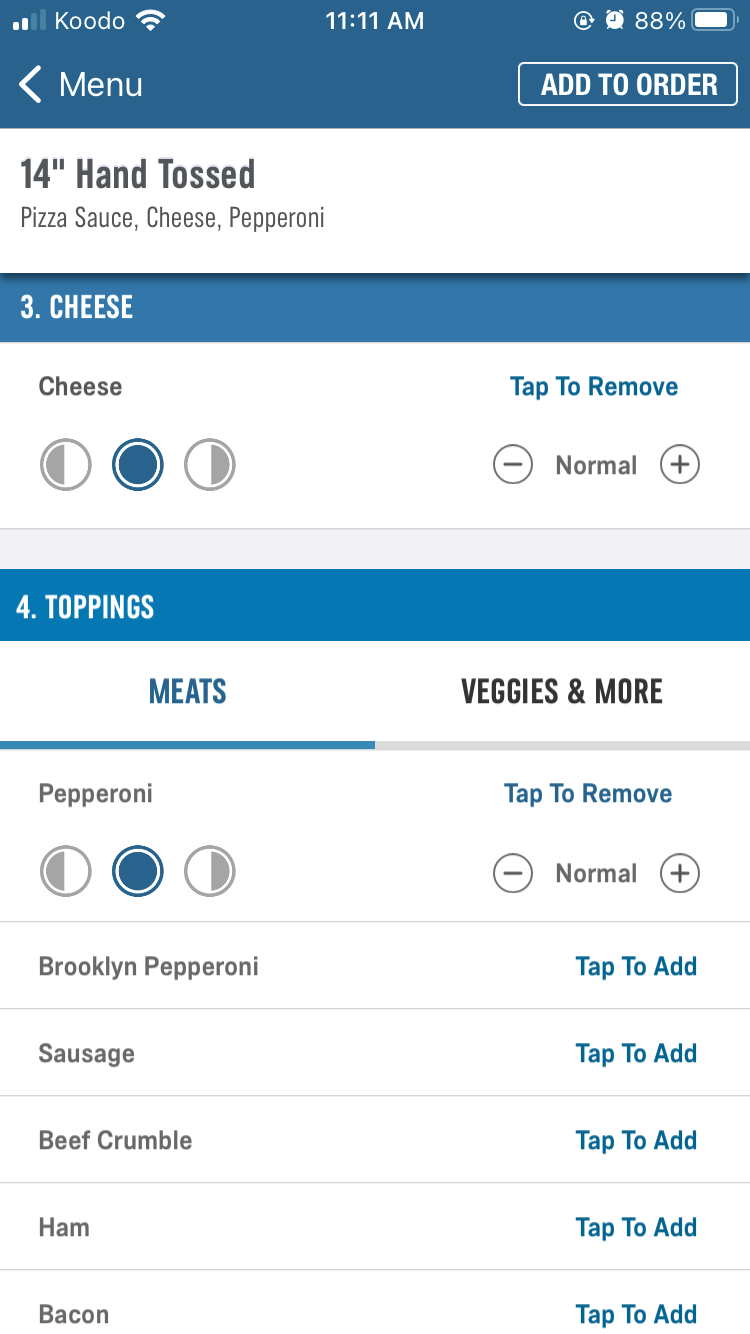 Koodo 11:11 AM 88%
Menu ADD TO ORDER
14" Hand Tossed
Pizza Sauce, Cheese, Pepperoni
3. CHEESE
Cheese Tap To Remove
Normal
4. TOPPINGS
MEATS VEGGIES & MORE
Pepperoni Tap To Remove
Normal
Brooklyn Pepperoni Tap To Add
Sausage Tap To Add
Beef Crumble Tap To Add
Ham Tap To Add
Bacon Tap To Add